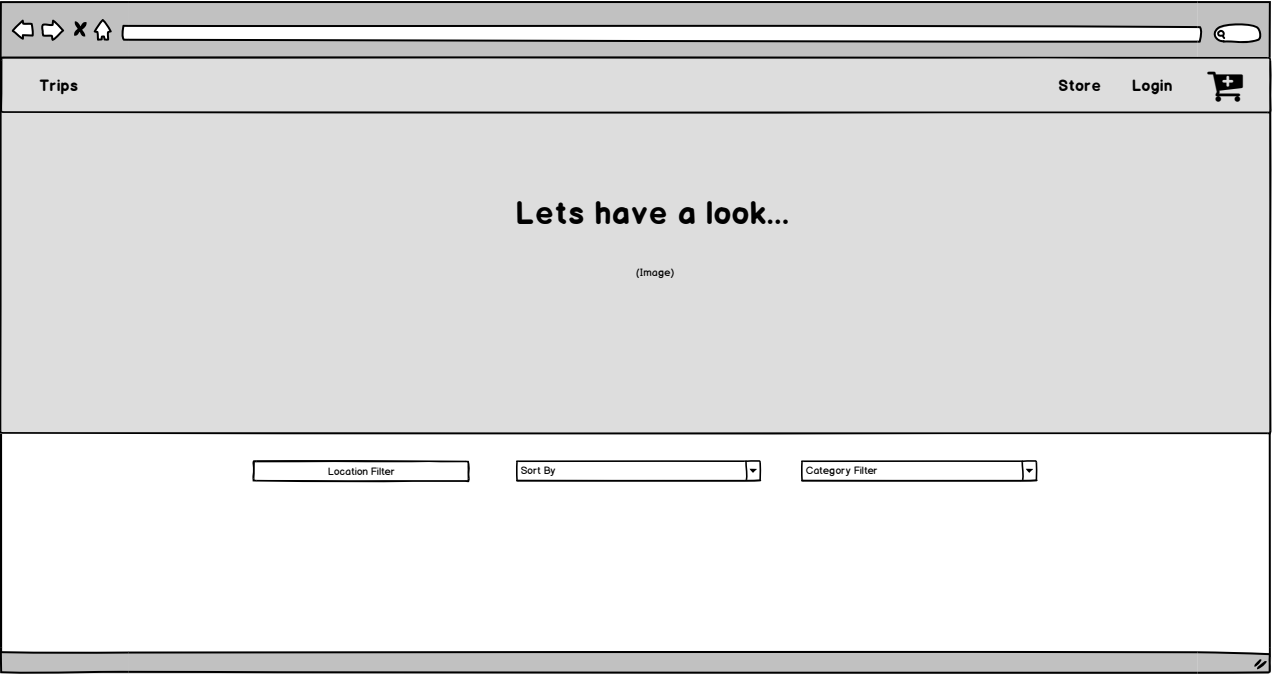 Trips
Store
Login
Lets have a look...
(Image)
Location Filter
Sort By
Category Filter